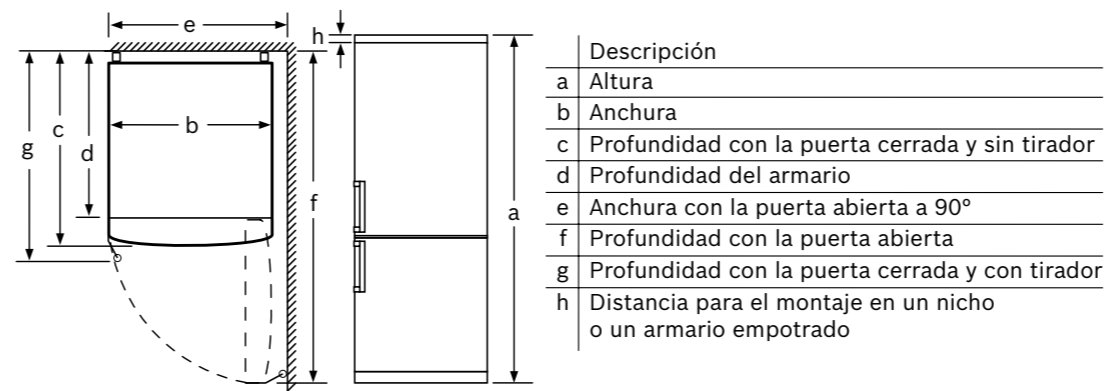 e
h
b
c
g
d
f
a
Descripción
a Altura
b Anchura
c Profundidad con la puerta cerrada y sin tirador
d Profundidad del armario
e Anchura con la puerta abierta a 90°
f Profundidad con la puerta abierta
g Profundidad con la puerta cerrada y con tirador
h Distancia para el montaje en un nicho
o un armario empotrado